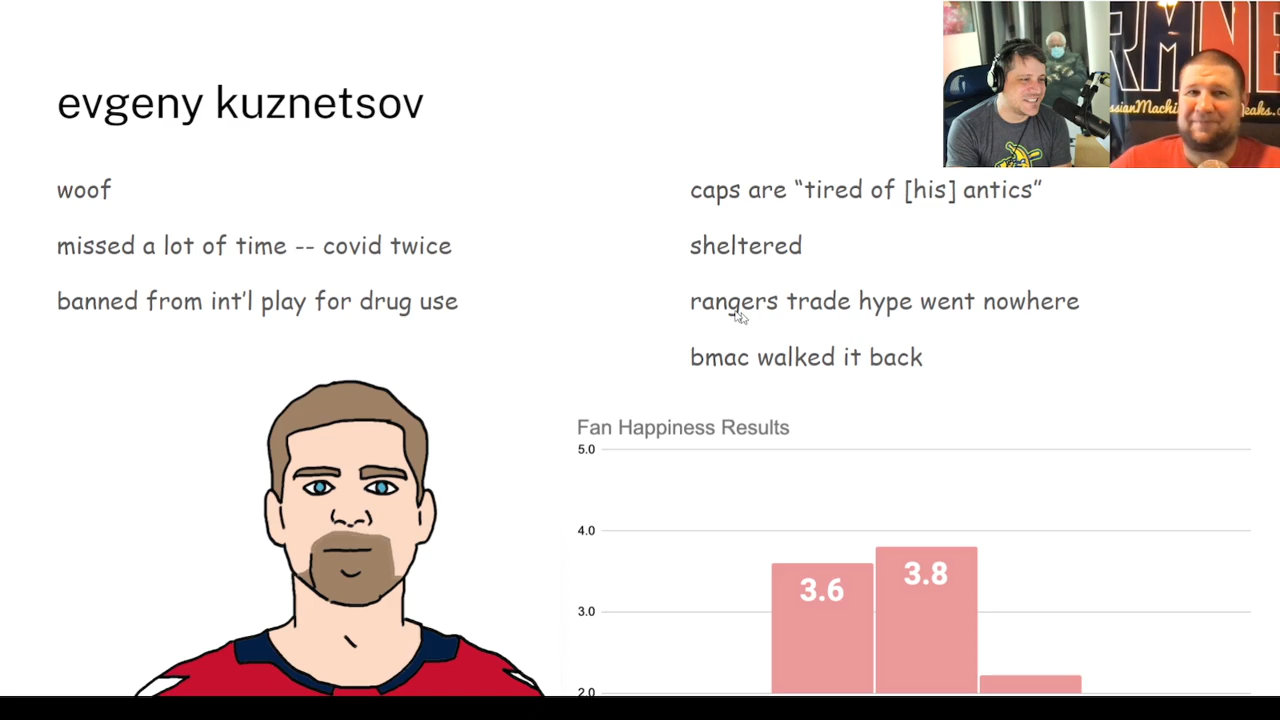 evgeny kuznetsov
woof
missed a lot of time -- covid twice
banned from int'l play for drug use
caps are “tired of [his] antics”
sheltered
rangers trade hype went nowhere
bmac walked it back
Fan Happiness Results
5.0
4.0
3.0
2.0
3.6
3.8